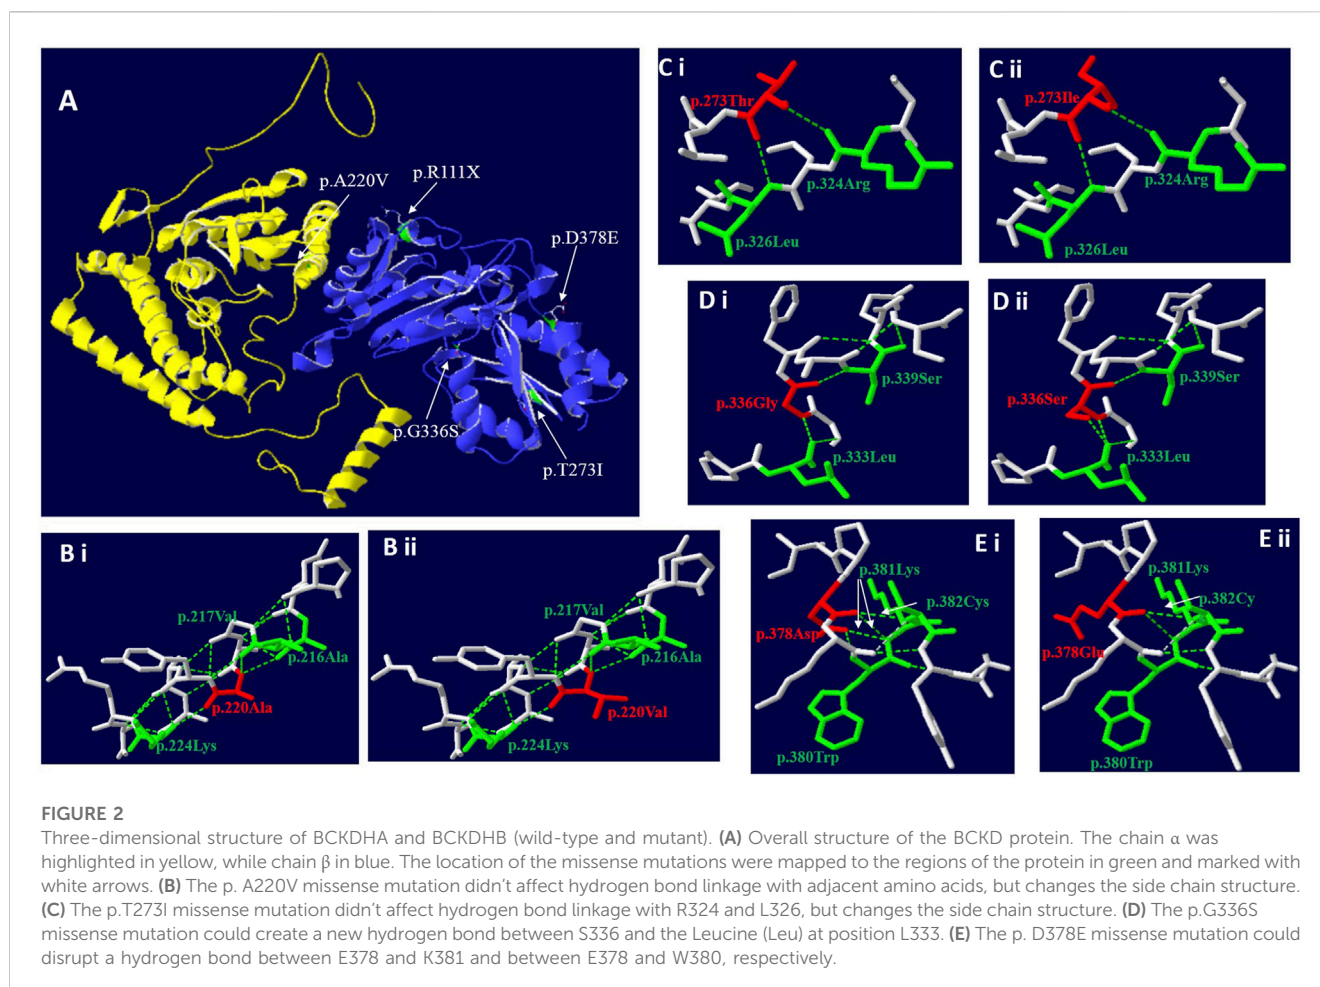 A
p.A220V
p.R111X
p.D378E
p.G336S
p.T273I
C i
p.273Thr
p.324Arg
p.326Leu
C ii
p.273Ile
p.324Arg
p.326Leu
D i
p.339Ser
p.336Gly
p.333Leu
D ii
p.339Ser
p.336Ser
p.333Leu
B i
p.217Val
p.216Ala
p.220Ala
p.224Lys
B ii
p.217Val
p.216Ala
p.220Val
p.224Lys
E i
p.381Lys
p.382Cys
p.378Asp
p.380Trp
E ii
p.381Lys
p.382Cy
p.378Glu
p.380Trp
FIGURE 2
Three-dimensional structure of BCKDHA and BCKDHB (wild-type and mutant). (A) Overall structure of the BCKD protein. The chain α was
highlighted in yellow, while chain β in blue. The location of the missense mutations were mapped to the regions of the protein in green and marked with
white arrows. (B) The p. A220V missense mutation didn't affect hydrogen bond linkage with adjacent amino acids, but changes the side chain structure.
(C) The p.T273I missense mutation didn't affect hydrogen bond linkage with R324 and L326, but changes the side chain structure. (D) The p.G336S
missense mutation could create a new hydrogen bond between S336 and the Leucine (Leu) at position L333. (E) The p. D378E missense mutation could
disrupt a hydrogen bond between E378 and K381 and between E378 and W380, respectively.